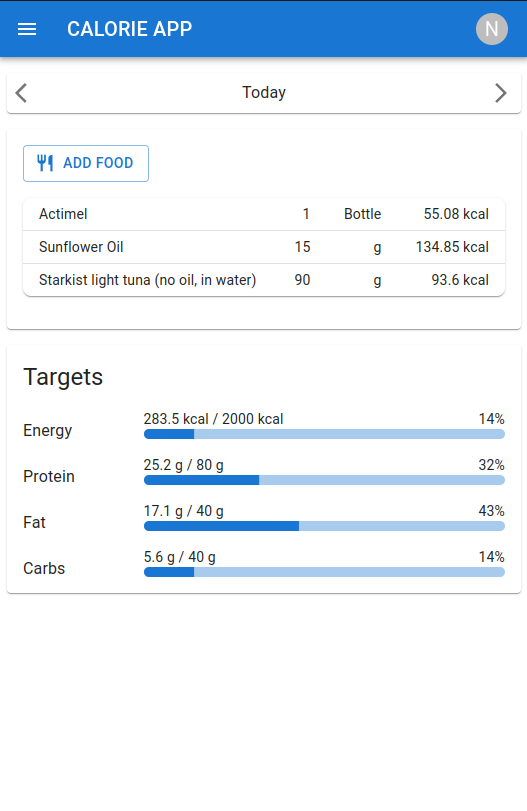 CALORIE APP N
Today
ADD FOOD
Actimel 1 Bottle 55.08 kcal
Sunflower Oil 15 g 134.85 kcal
Starkist light tuna (no oil, in water) 90 g 93.6 kcal
Targets
Energy 283.5 kcal / 2000 kcal 14%
Protein 25.2 g / 80 g 32%
Fat 17.1 g / 40 g 43%
Carbs 5.6 g / 40 g 14%